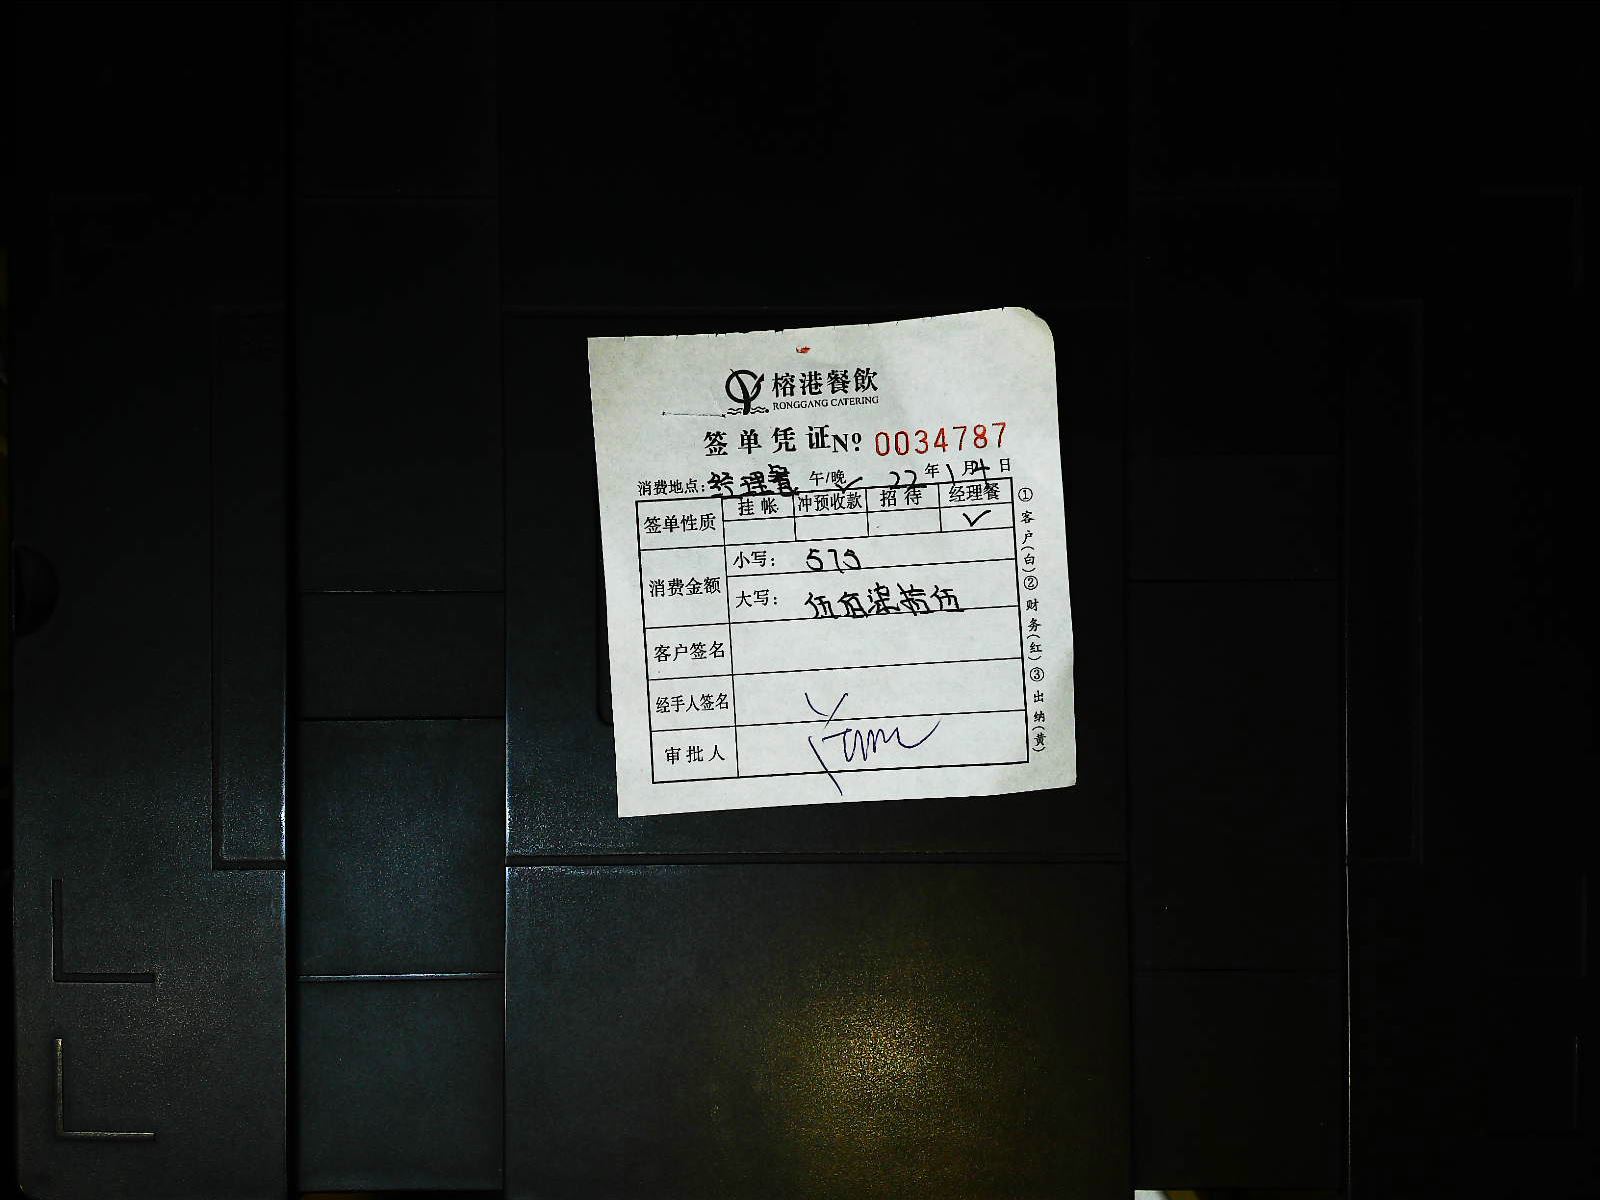 榕港餐飲
RONGGANG CATERING
签单凭证 Nº 0034787
消费地点：经理餐 午/晚✓ 22年1月4日
签单性质 挂帐 冲预收款 招待 经理餐
✓
消费金额 小写：575
大写：伍佰柒拾伍
客户签名
经手人签名
审批人
①客户(白)②财务(红)③出纳(黄)